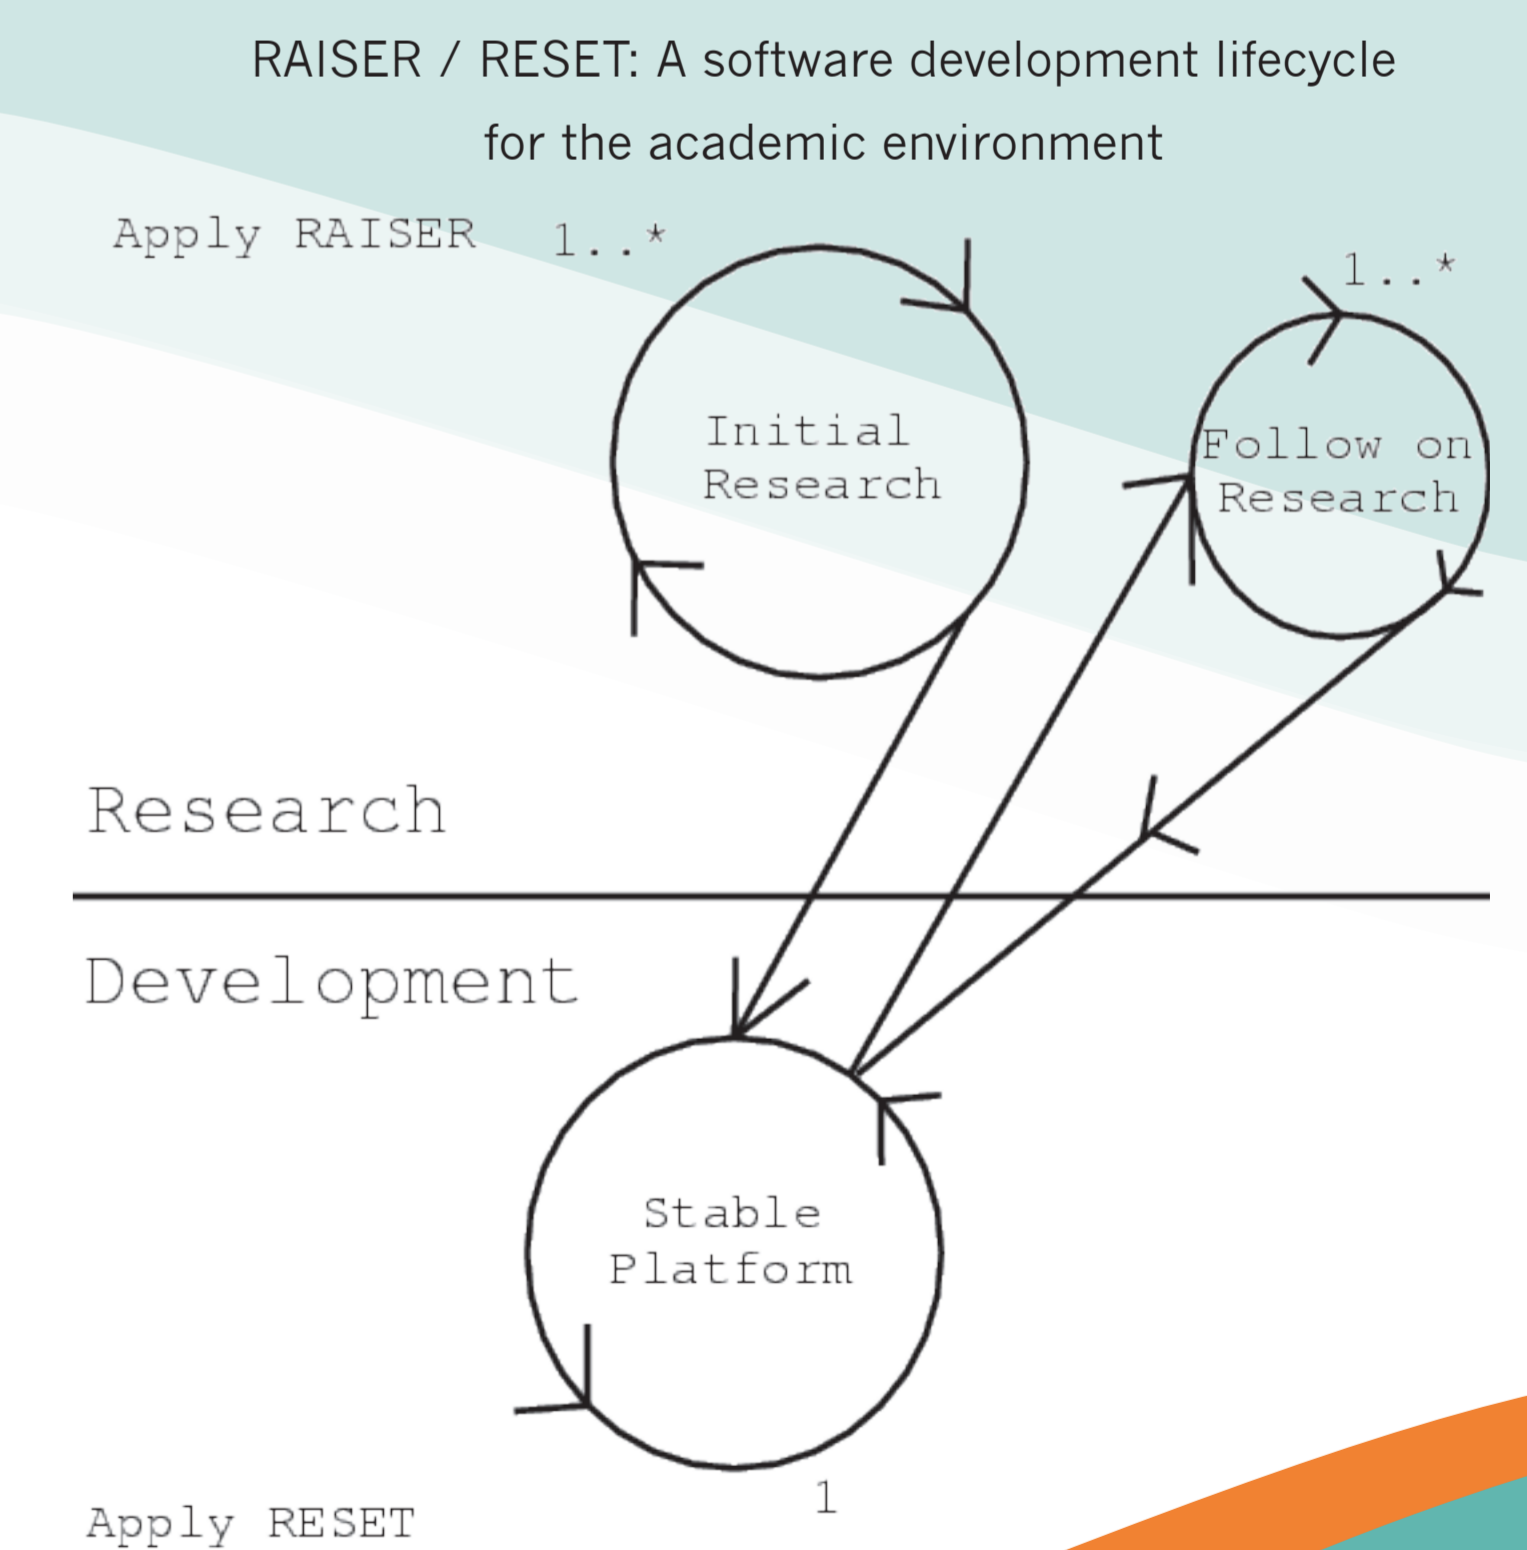 RAISER / RESET: A software development lifecycle
for the academic environment
Apply RAISER
1..*
1..*
Initial
Research
Follow on
Research
Research
Development
Stable
Platform
1
Apply RESET